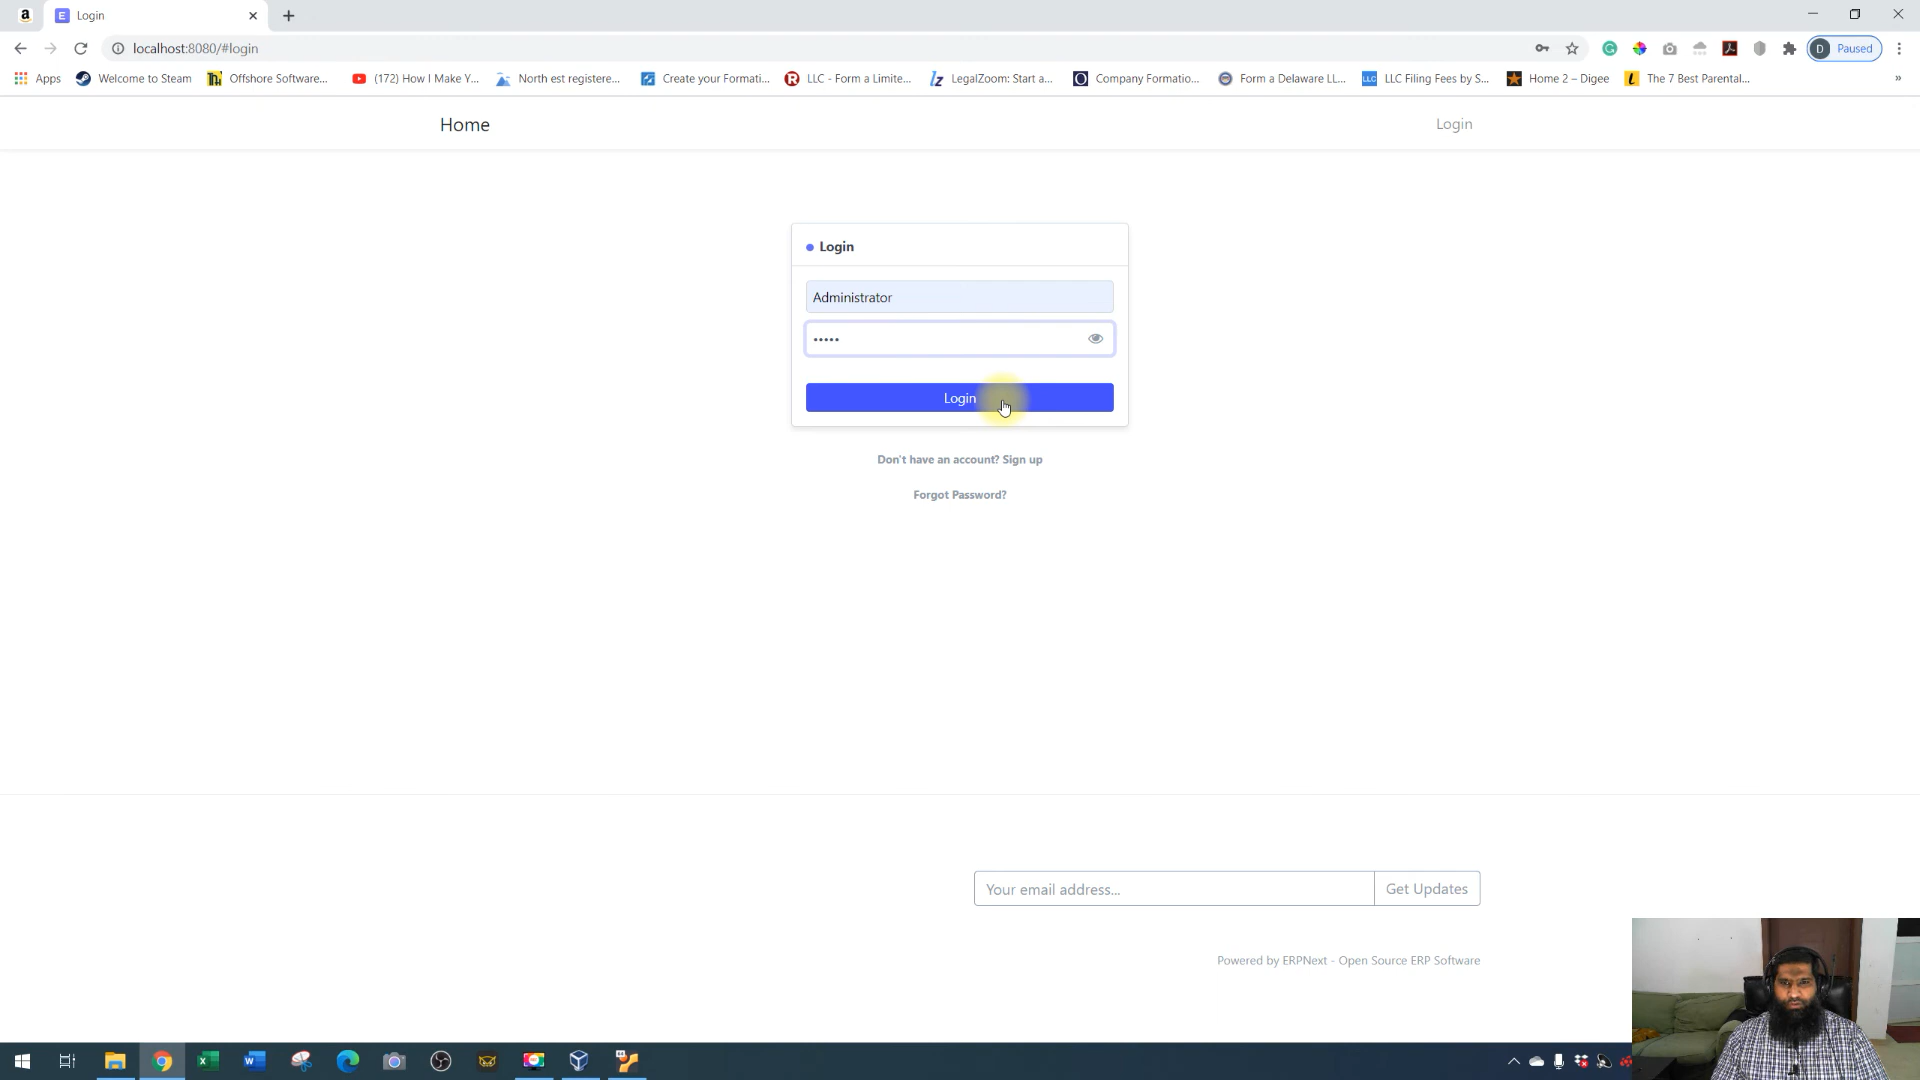 Login
localhost:8080/#login
Paused
Apps
Welcome to Steam
Offshore Software...
(172) How I Make Y...
North est registere...
Create your Formati...
LLC - Form a Limite...
LegalZoom: Start a...
Company Formatio...
Form a Delaware LL...
LLC Filing Fees by S...
Home 2 – Digee
The 7 Best Parental...
»
Home
Login
Login
Administrator
•••••
Login
Don't have an account? Sign up
Forgot Password?
Your email address...
Get Updates
Powered by ERPNext - Open Source ERP Software